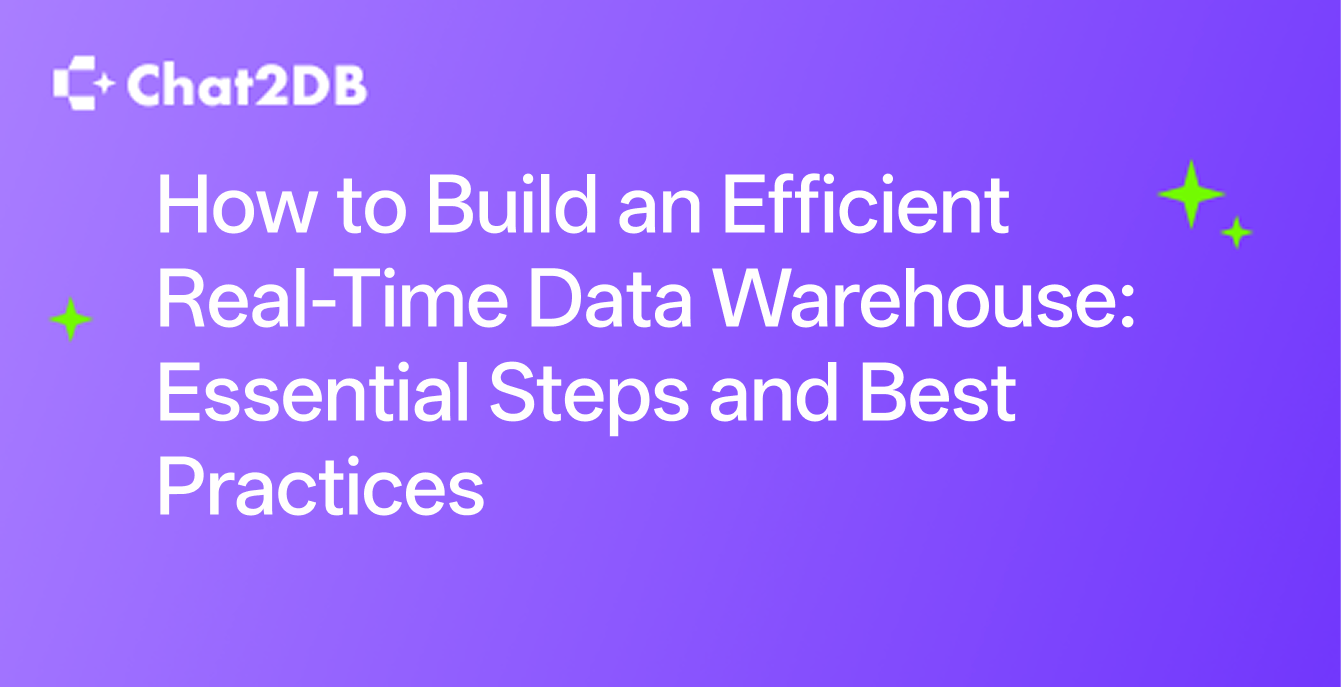 Chat2DB
How to Build an Efficient
Real-Time Data Warehouse:
Essential Steps and Best
Practices